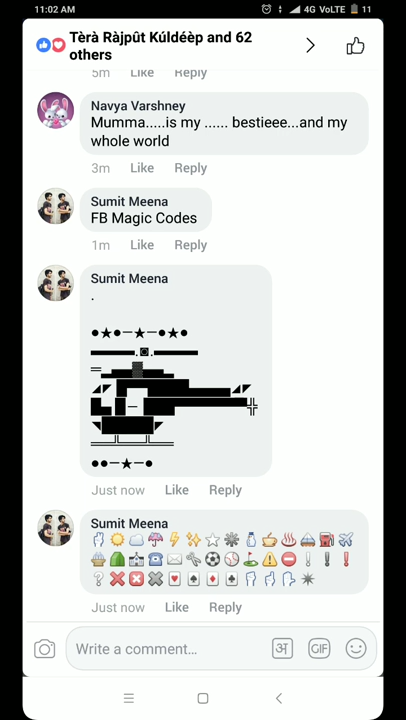 11:02 AM 4G VoLTE 11
Tèrà Ràjpût Kúldéèp and 62
others
5m Like Reply
Navya Varshney
Mumma.....is my ...... bestieee...and my
whole world
3m Like Reply
Sumit Meena
FB Magic Codes
1m Like Reply
Sumit Meena
.
●★●─★─●★●
▬▬▬.◙.▬▬▬
═▂▄▄▓▄▄▂
◢◤ █▀▀████▄▄▄▄◢◤
█▄ █─ ███▀▀▀▀▀▀▀╬
◥█████◤
══╩══╩══
●●─★─●
Just now Like Reply
Sumit Meena
Just now Like Reply
Write a comment...
अ
GIF